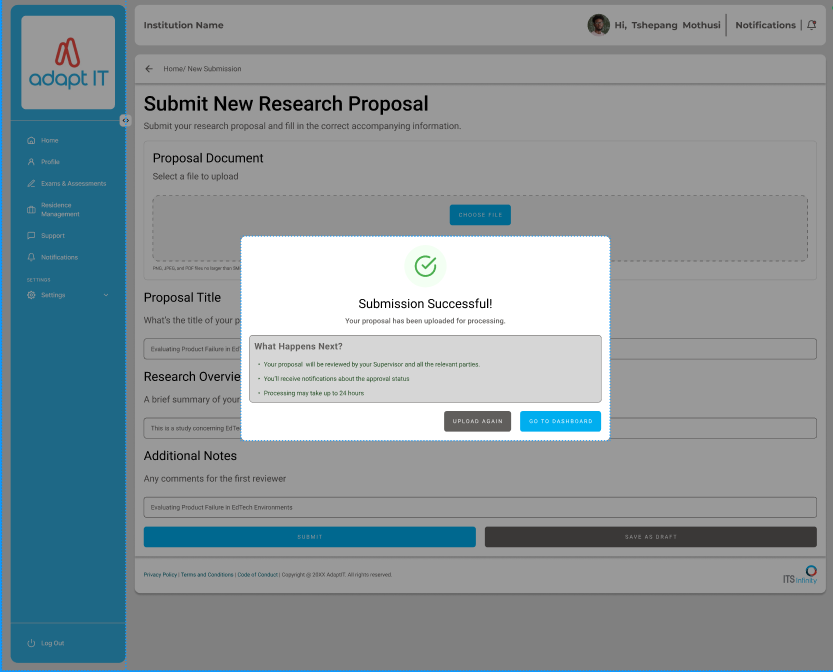 adapt IT
Home
Profile
Exams & Assessments
Residence
Management
Support
Notifications
SETTINGS
Settings
Log Out
Institution Name
Hi, Tshepang Mothusi
Notifications
Home/ New Submission
Submit New Research Proposal
Submit your research proposal and fill in the correct accompanying information.
Proposal Document
Select a file to upload
CHOOSE FILE
PNG, JPEG, and PDF files no larger than
Submission Successful!
Your proposal has been uploaded for processing.
What Happens Next?
• Your proposal will be reviewed by your Supervisor and all the relevant parties.
• You'll receive notifications about the approval status
• Processing may take up to 24 hours
UPLOAD AGAIN
GO TO DASHBOARD
Proposal Title
What's the title of your p
Evaluating Product Failure in Ed
Research Overvie
A brief summary of your
This is a study concerning EdTe
Additional Notes
Any comments for the first reviewer
Evaluating Product Failure in EdTech Environments
SUBMIT
SAVE AS DRAFT
Privacy Policy | Terms and Conditions | Code of Conduct | Copyright @ 20XX AdaptIT. All rights reserved.
ITS Infinity